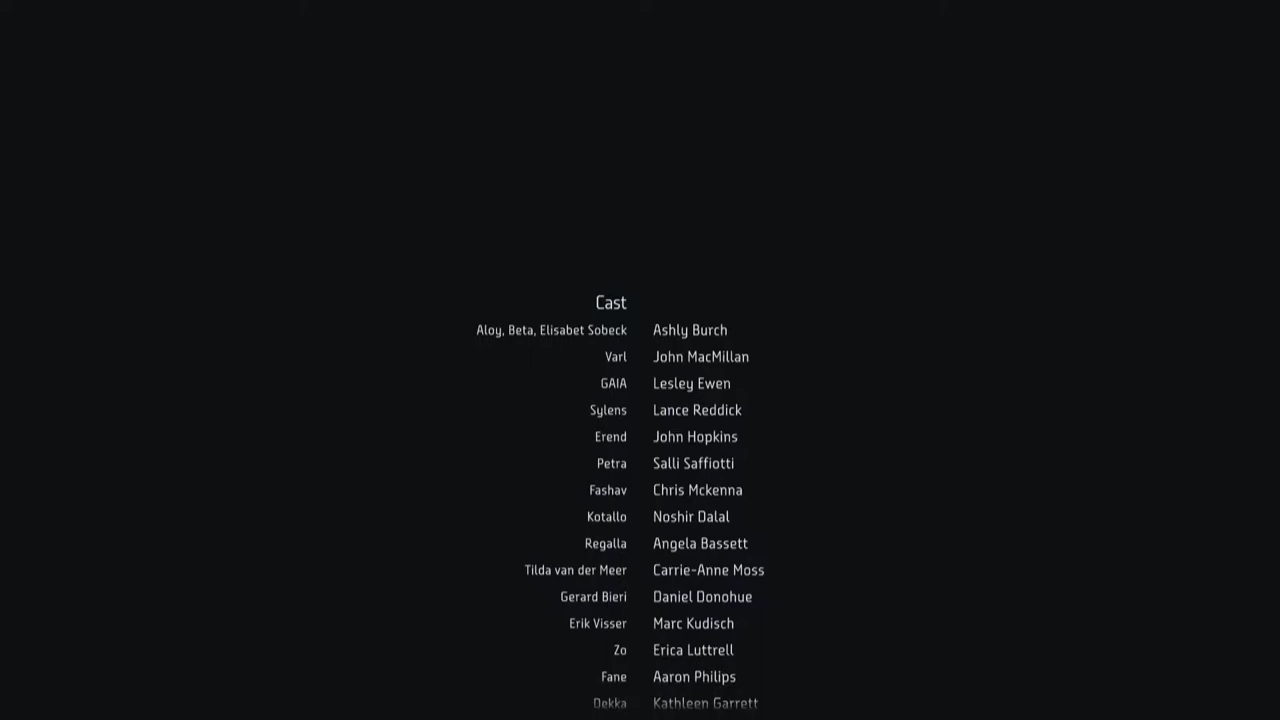 Cast
Aloy, Beta, Elisabet Sobeck Ashly Burch
Varl John MacMillan
GAIA Lesley Ewen
Sylens Lance Reddick
Erend John Hopkins
Petra Salli Saffiotti
Fashav Chris Mckenna
Kotallo Noshir Dalal
Regalla Angela Bassett
Tilda van der Meer Carrie-Anne Moss
Gerard Bieri Daniel Donohue
Erik Visser Marc Kudisch
Zo Erica Luttrell
Fane Aaron Philips
Dekka Kathleen Garrett